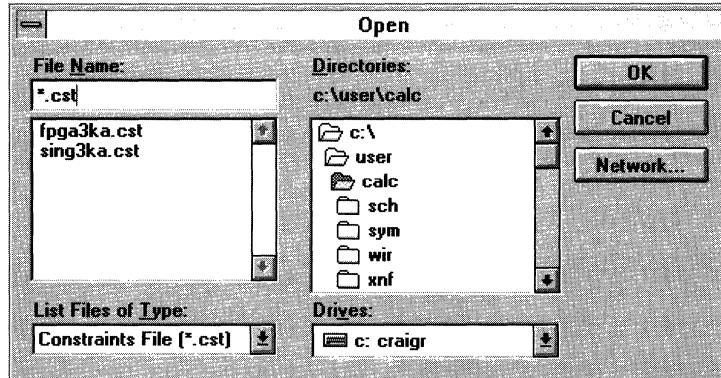 Open
File Name:
*.cst
fpga3ka.cst
sing3ka.cst
List Files of Type:
Constraints File (*.cst)
Directories:
c:\user\calc
c:\
user
calc
sch
sym
wir
xnf
Drives:
c: craigr
OK
Cancel
Network...